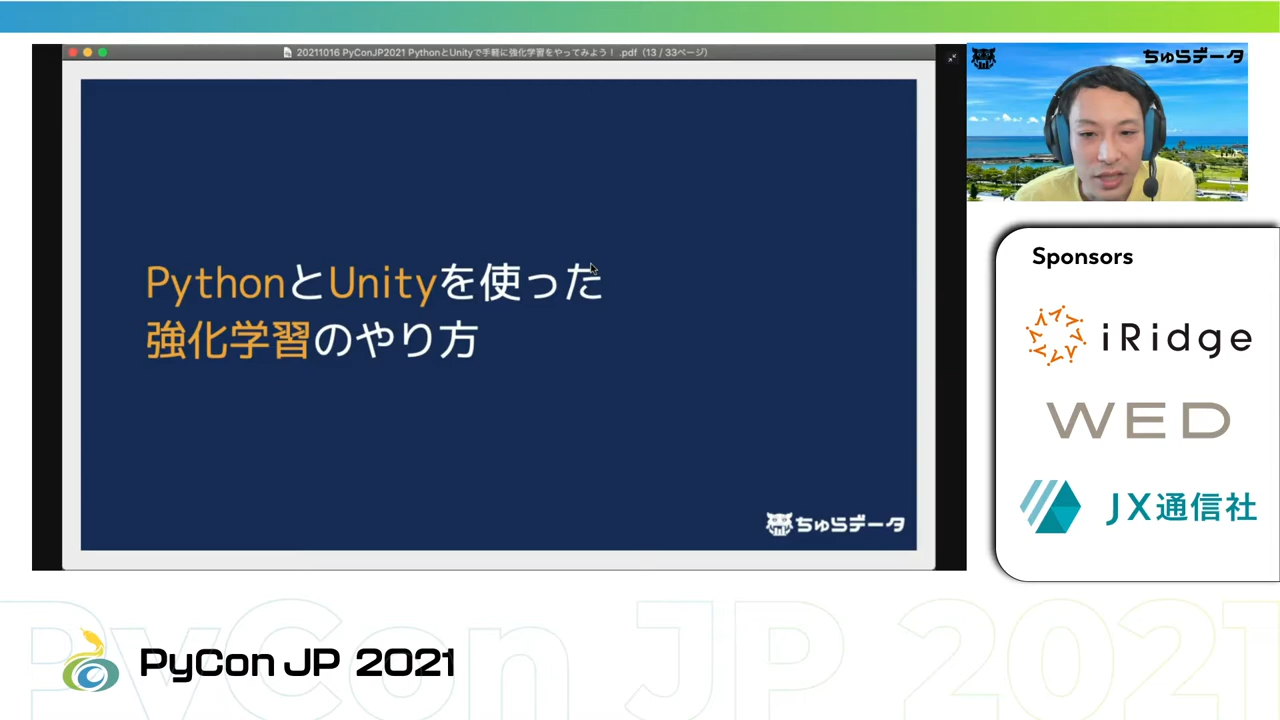 20211016 PyConJP2021 PythonとUnityで手軽に強化学習をやってみよう！.pdf（13 / 33ページ）
PythonとUnityを使った
強化学習のやり方
ちゅらデータ
ちゅらデータ
Sponsors
iRidge
WED
JX通信社
PyCon JP 2021
PyCon JP 2021